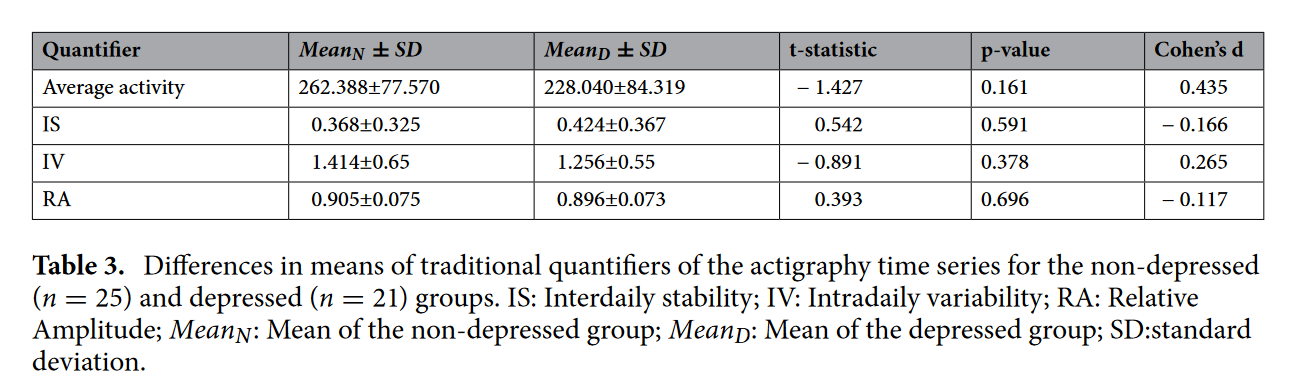 Quantifier Mean_N ± SD Mean_D ± SD t-statistic p-value Cohen's d
Average activity 262.388±77.570 228.040±84.319 – 1.427 0.161 0.435
IS 0.368±0.325 0.424±0.367 0.542 0.591 – 0.166
IV 1.414±0.65 1.256±0.55 – 0.891 0.378 0.265
RA 0.905±0.075 0.896±0.073 0.393 0.696 – 0.117
Table 3. Differences in means of traditional quantifiers of the actigraphy time series for the non-depressed
(n = 25) and depressed (n = 21) groups. IS: Interdaily stability; IV: Intradaily variability; RA: Relative
Amplitude; Mean_N: Mean of the non-depressed group; Mean_D: Mean of the depressed group; SD:standard
deviation.